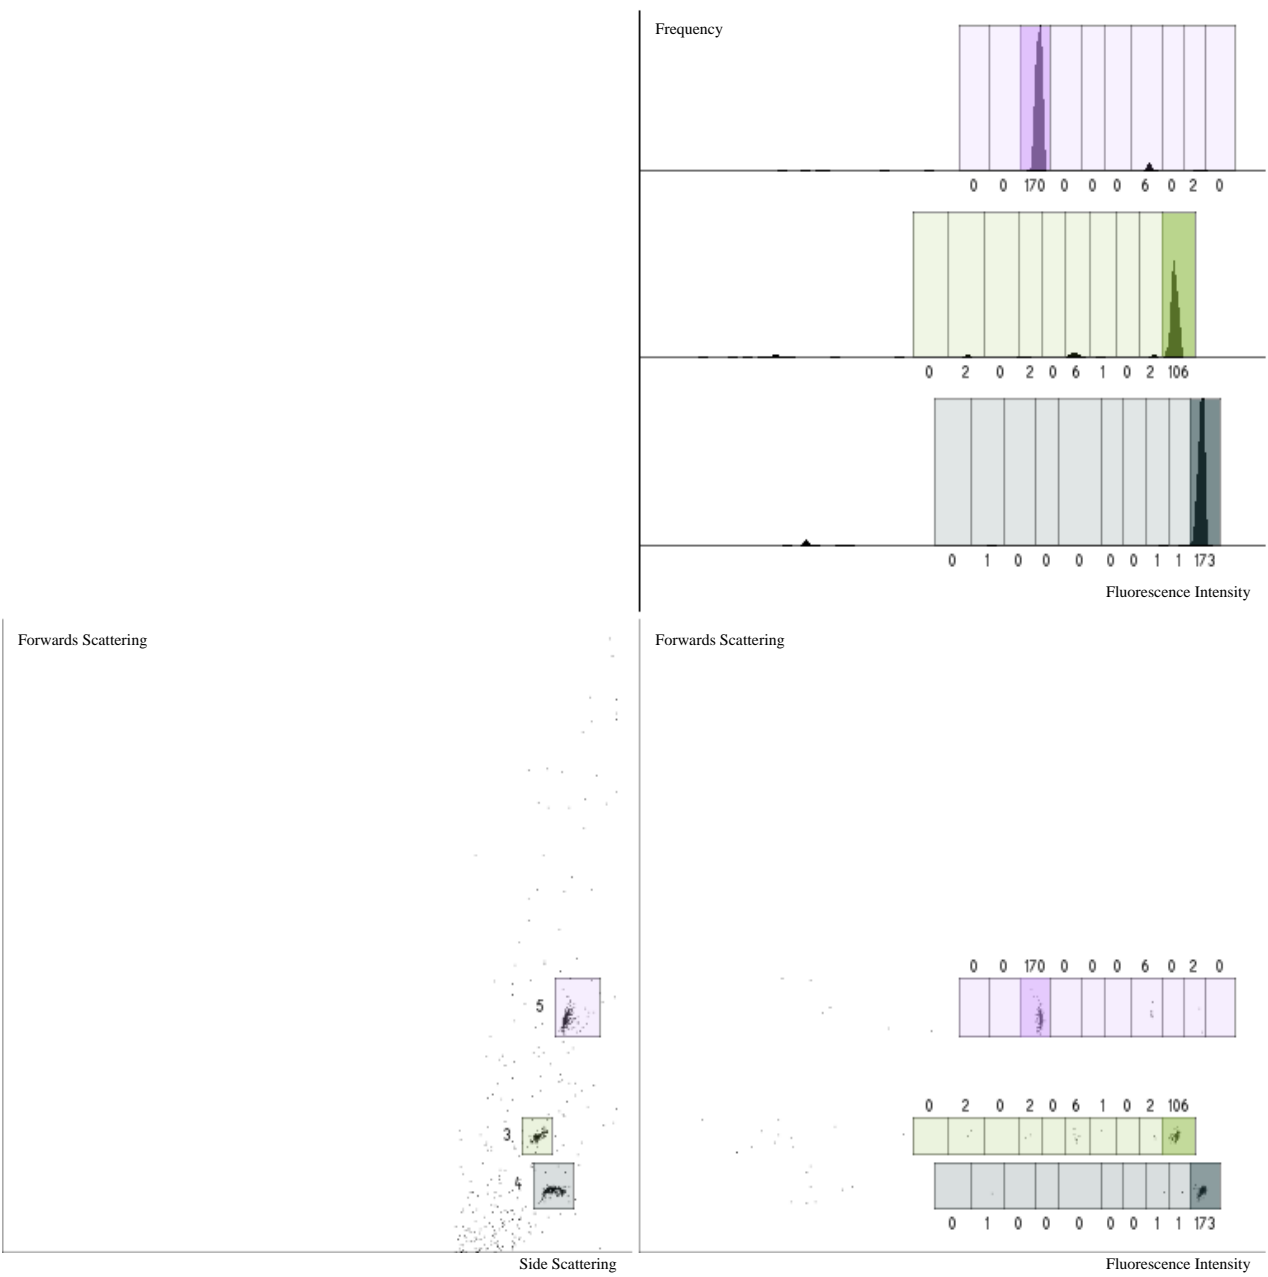 Frequency
0 0 170 0 0 0 6 0 2 0
0 2 0 2 0 6 1 0 2 106
0 1 0 0 0 0 0 1 1 173
Fluorescence Intensity
Forwards Scattering
5
3
4
Side Scattering
Forwards Scattering
0 0 170 0 0 0 6 0 2 0
0 2 0 2 0 6 1 0 2 106
0 1 0 0 0 0 0 1 1 173
Fluorescence Intensity